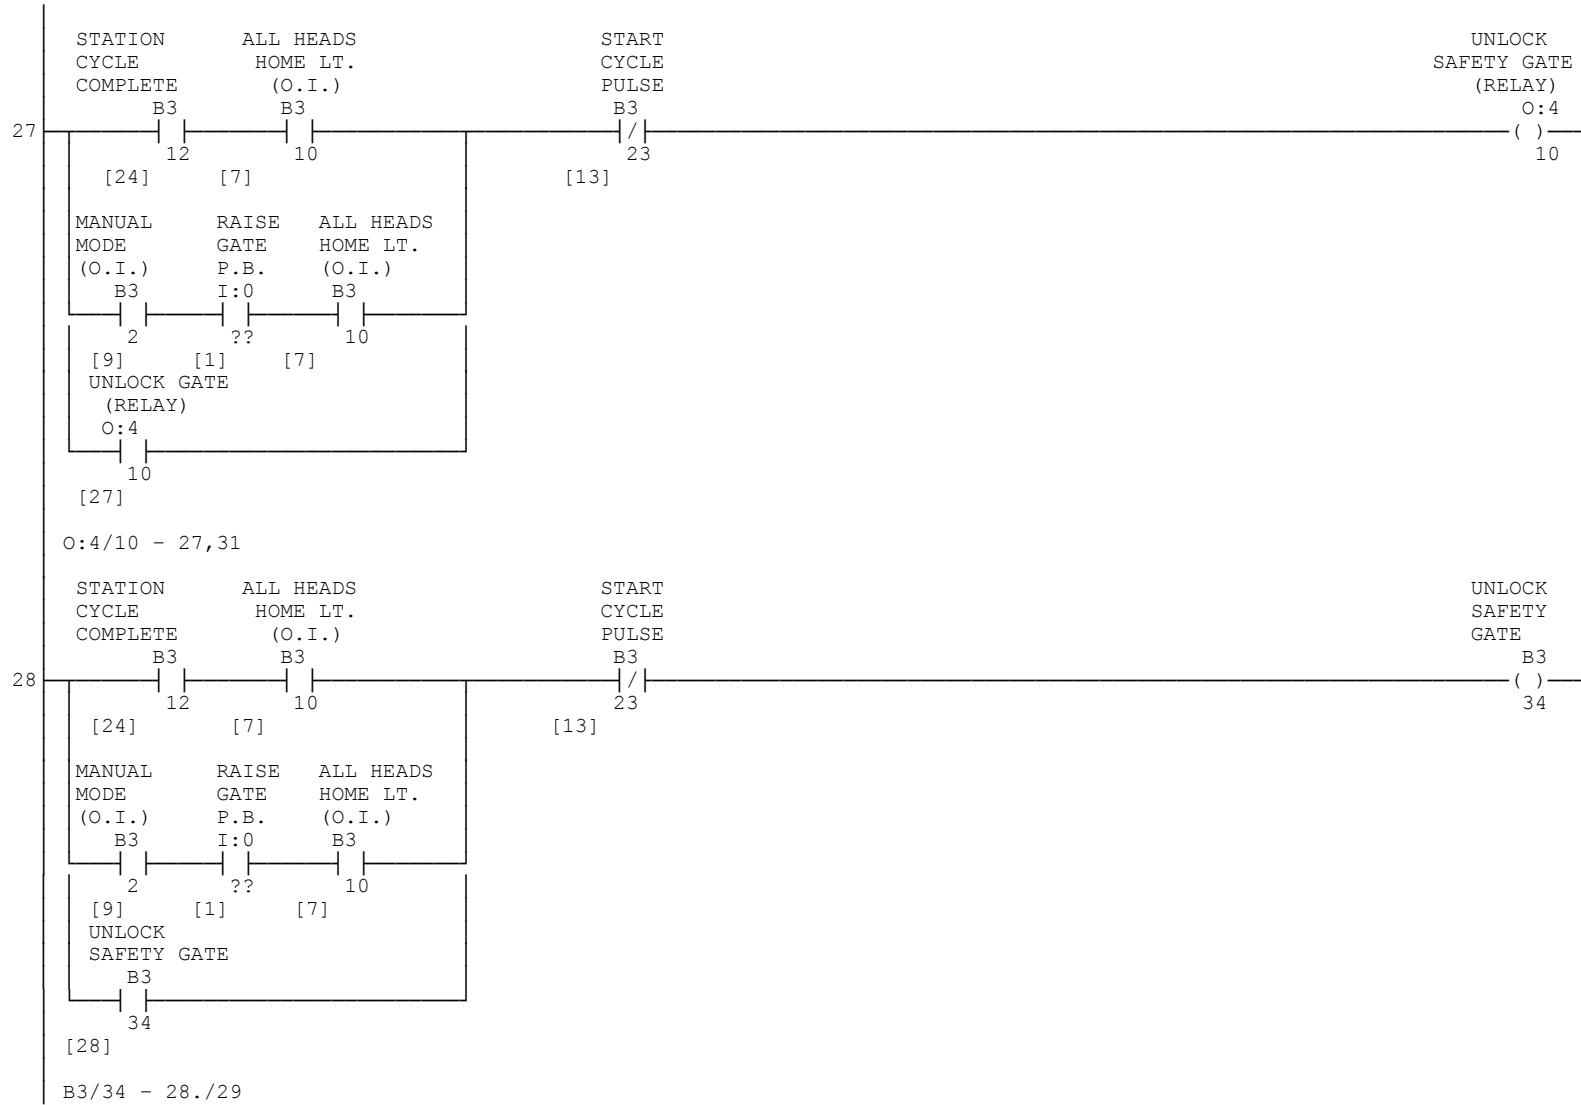 STATION ALL HEADS START UNLOCK
CYCLE HOME LT. CYCLE SAFETY GATE
COMPLETE (O.I.) PULSE (RELAY)
B3 B3 B3 O:4
27 / ( )
12 10 23 10
[24] [7] [13]
MANUAL RAISE ALL HEADS
MODE GATE HOME LT.
(O.I.) P.B. (O.I.)
B3 I:0 B3
2 ?? 10
[9] [1] [7]
UNLOCK GATE
(RELAY)
O:4
10
[27]
O:4/10 - 27,31
STATION ALL HEADS START UNLOCK
CYCLE HOME LT. CYCLE SAFETY
COMPLETE (O.I.) PULSE GATE
B3 B3 B3 B3
28 / ( )
12 10 23 34
[24] [7] [13]
MANUAL RAISE ALL HEADS
MODE GATE HOME LT.
(O.I.) P.B. (O.I.)
B3 I:0 B3
2 ?? 10
[9] [1] [7]
UNLOCK
SAFETY GATE
B3
34
[28]
B3/34 - 28./29